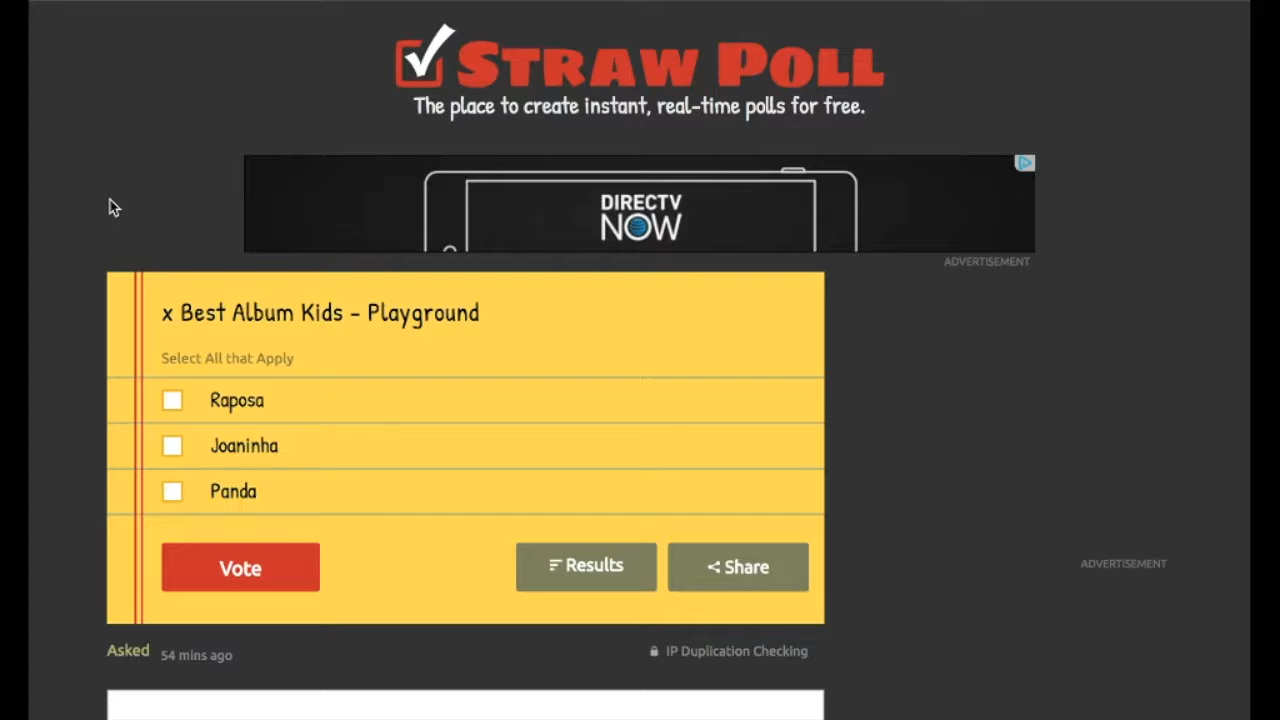 STRAW POLL
The place to create instant, real-time polls for free.
DIRECTV
NOW
ADVERTISEMENT
x Best Album Kids - Playground
Select All that Apply
Raposa
Joaninha
Panda
Vote
Results
Share
ADVERTISEMENT
Asked 54 mins ago
IP Duplication Checking